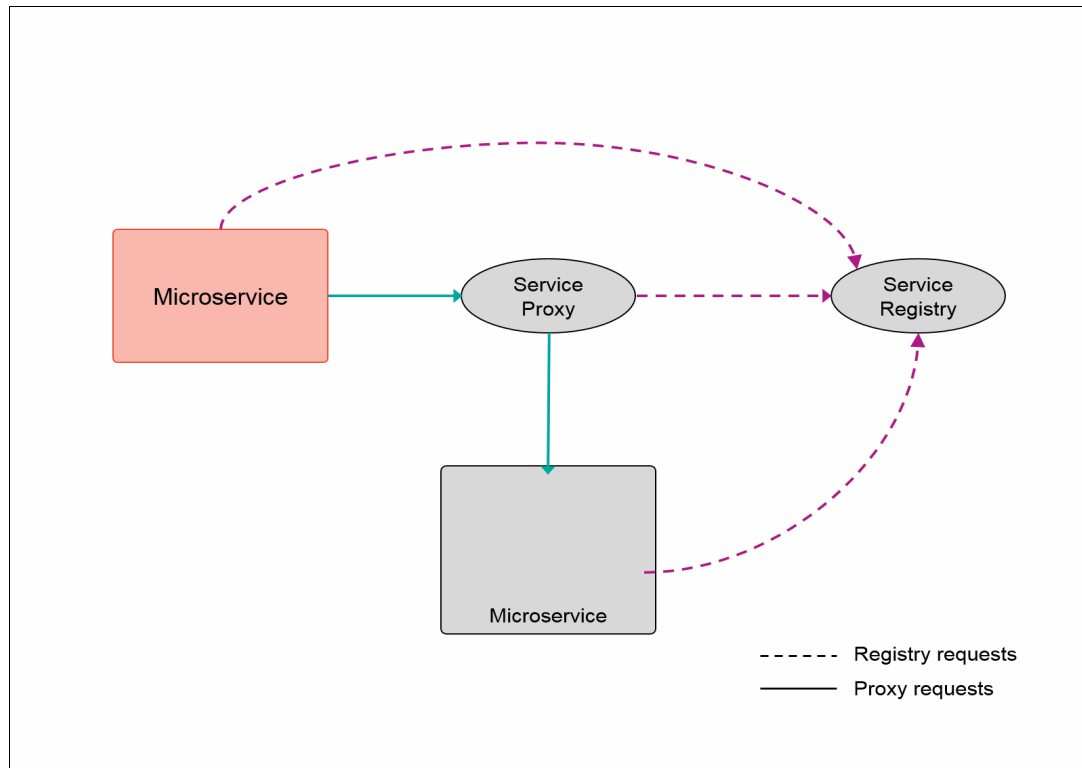 Microservice
Service
Proxy
Service
Registry
Microservice
Registry requests
Proxy requests